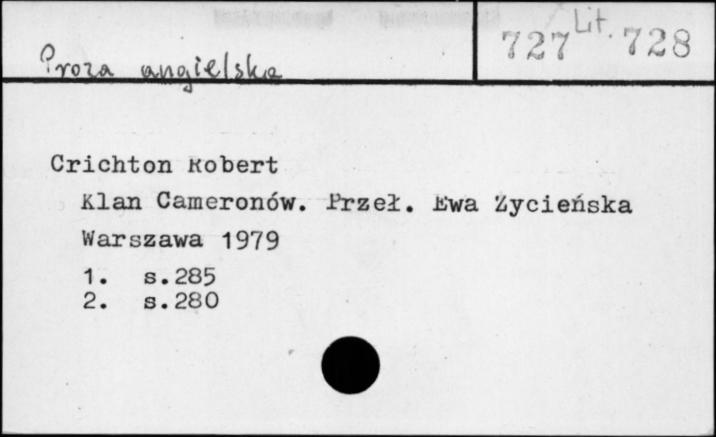 Proza angielska
727 Lit. 728
Crichton Robert
Klan Cameronów. Przeł. Ewa Życieńska
Warszawa 1979
1. s.285
2. s.280